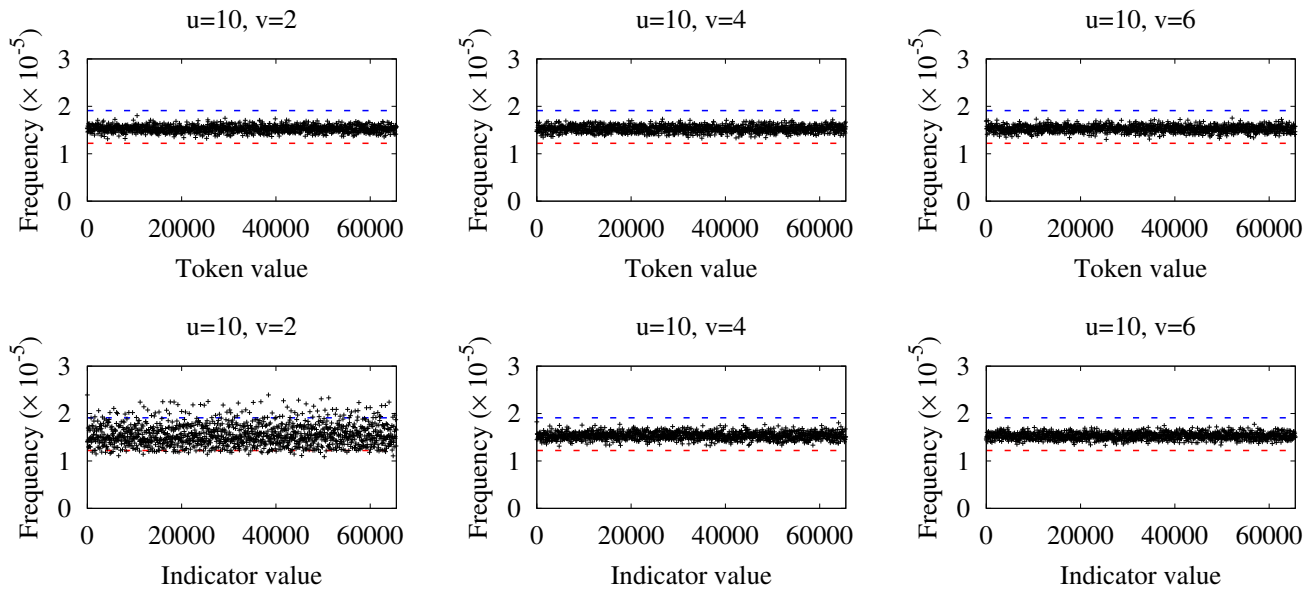 u=10, v=2
Frequency (× 10^-5)
3
2
1
0
0 20000 40000 60000
Token value
u=10, v=4
Frequency (× 10^-5)
3
2
1
0
0 20000 40000 60000
Token value
u=10, v=6
Frequency (× 10^-5)
3
2
1
0
0 20000 40000 60000
Token value
u=10, v=2
Frequency (× 10^-5)
3
2
1
0
0 20000 40000 60000
Indicator value
u=10, v=4
Frequency (× 10^-5)
3
2
1
0
0 20000 40000 60000
Indicator value
u=10, v=6
Frequency (× 10^-5)
3
2
1
0
0 20000 40000 60000
Indicator value